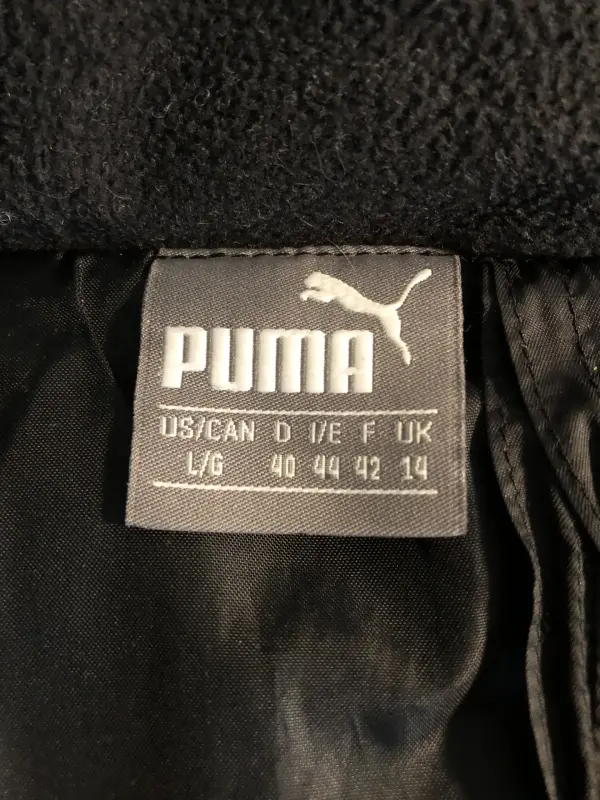 PUMA
US/CAN D I/E F UK
L/G 40 44 42 14